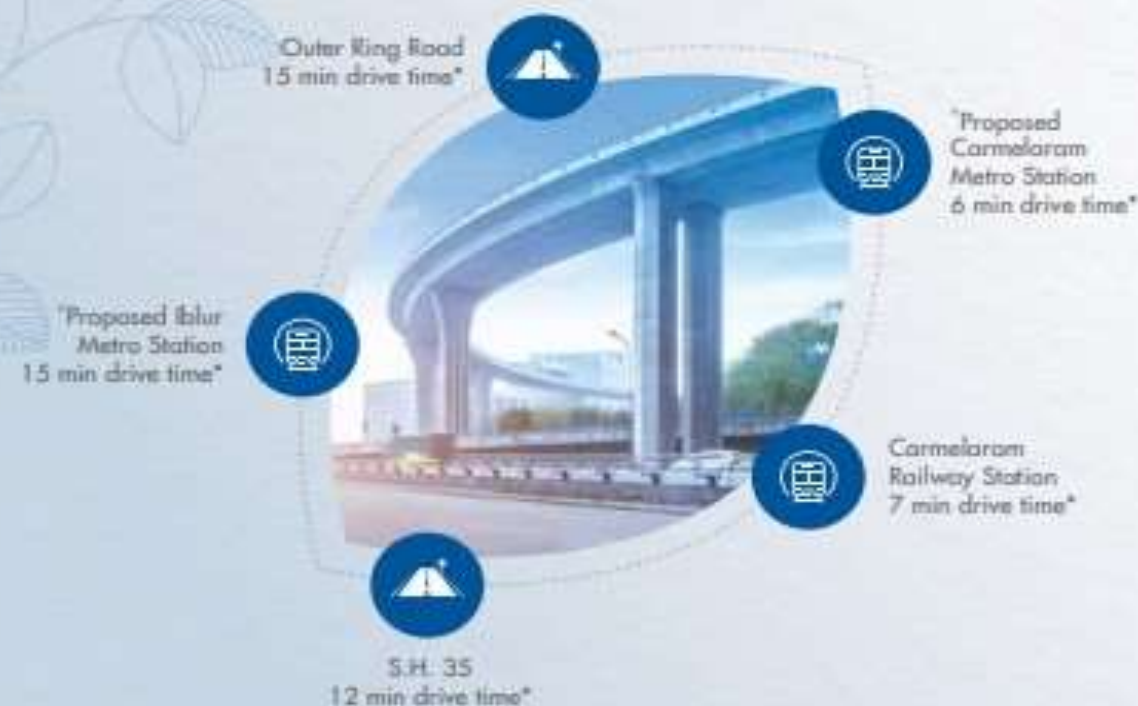 Outer Ring Road
15 min drive time*
^Proposed
Carmelaram
Metro Station
6 min drive time*
^Proposed Iblur
Metro Station
15 min drive time*
Carmelaram
Railway Station
7 min drive time*
S.H. 35
12 min drive time*